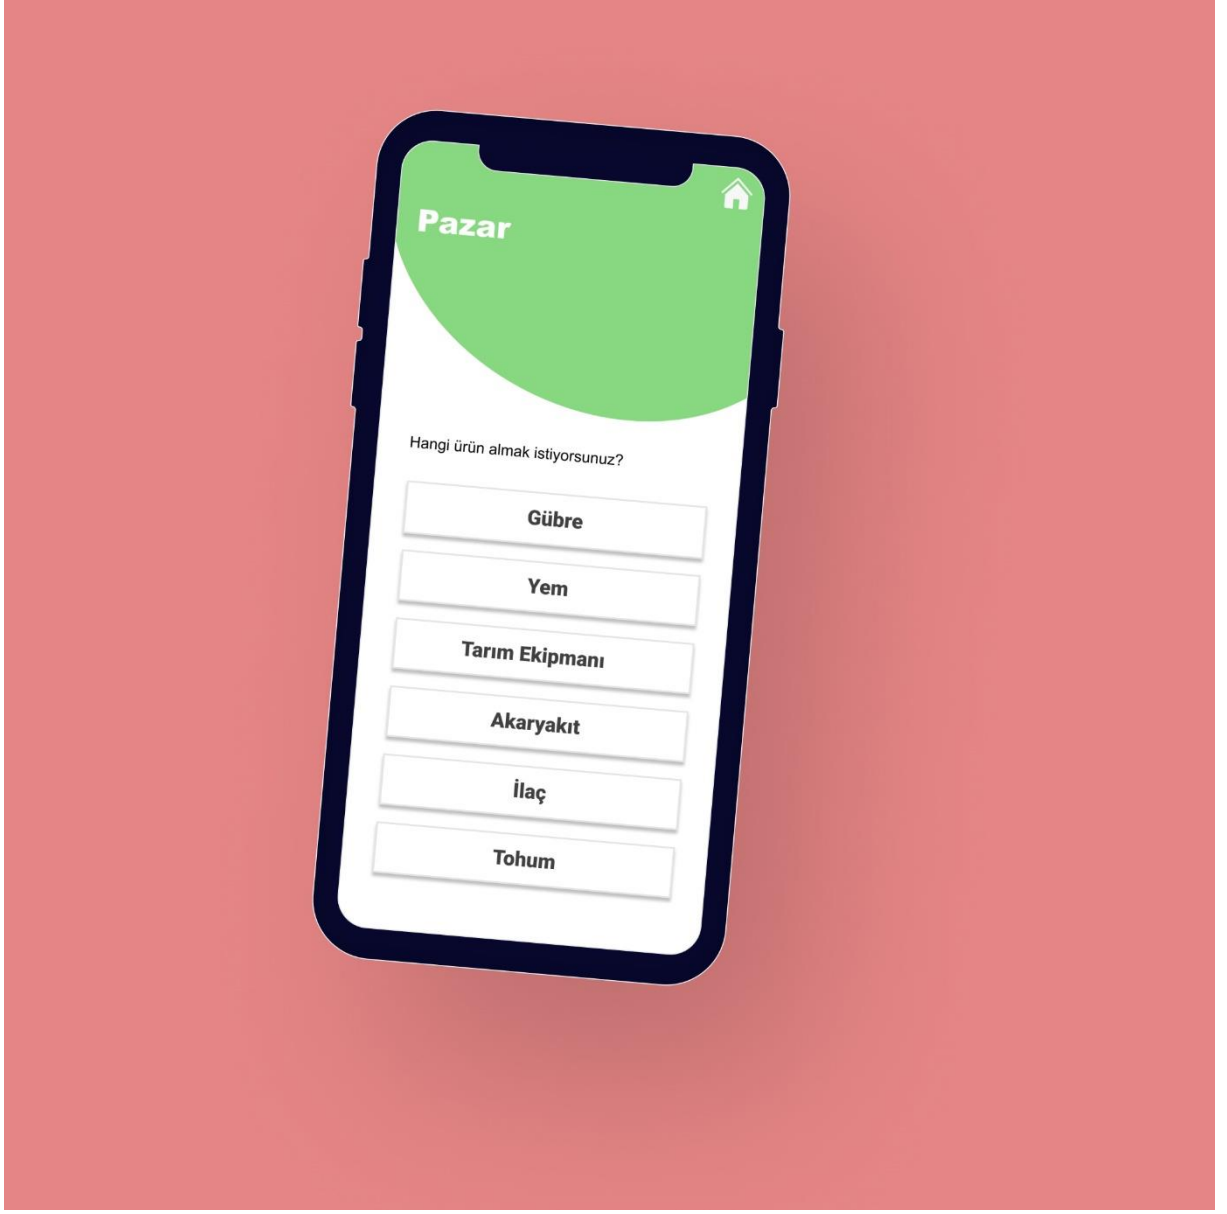 Pazar
Hangi ürün almak istiyorsunuz?
Gübre
Yem
Tarım Ekipmanı
Akaryakıt
İlaç
Tohum